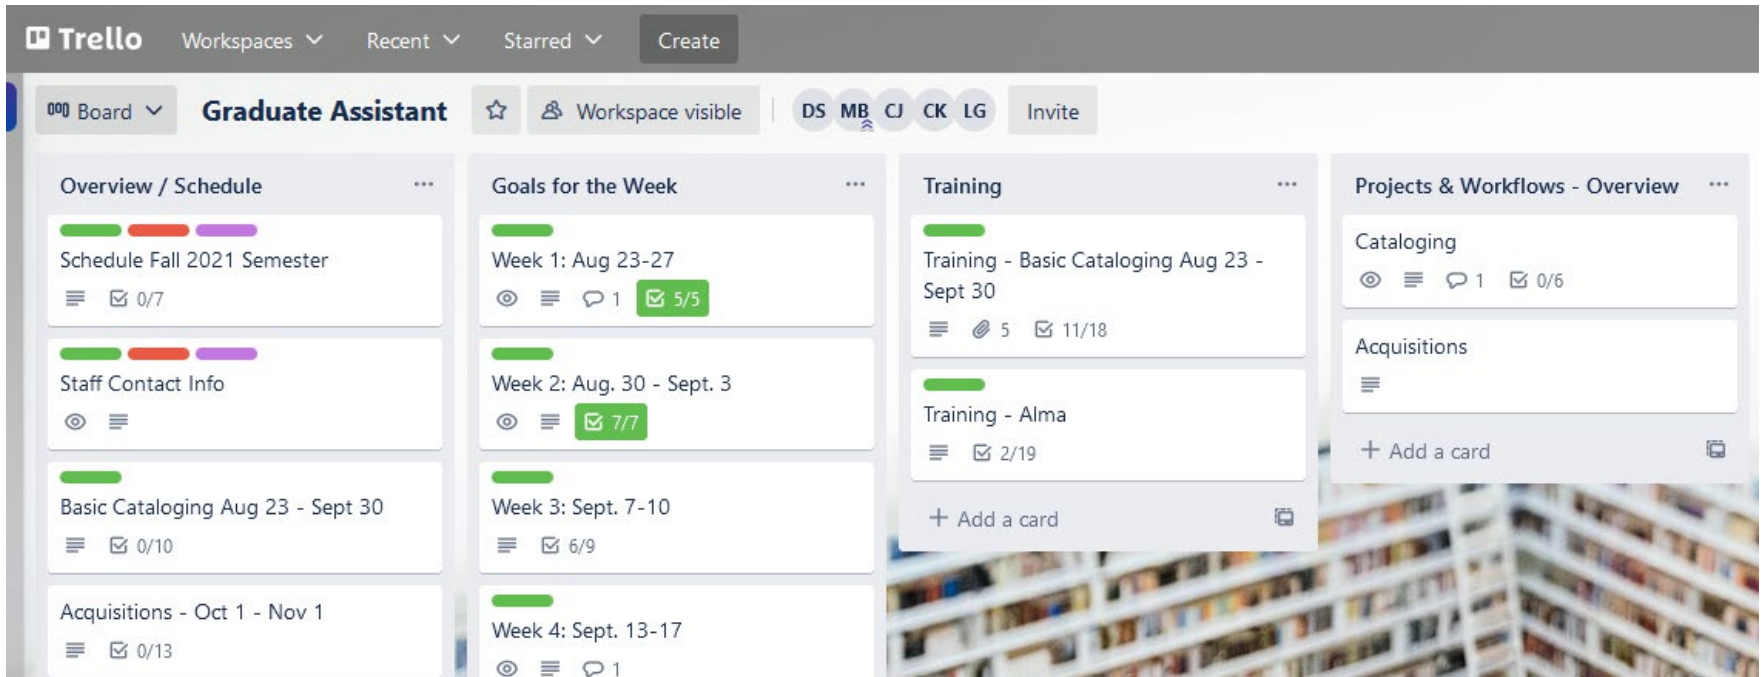 Trello Workspaces Recent Starred Create
Board Graduate Assistant Workspace visible DS MB CJ CK LG Invite
Overview / Schedule
Schedule Fall 2021 Semester
0/7
Staff Contact Info
Basic Cataloging Aug 23 - Sept 30
0/10
Acquisitions - Oct 1 - Nov 1
0/13
Goals for the Week
Week 1: Aug 23-27
1 5/5
Week 2: Aug. 30 - Sept. 3
7/7
Week 3: Sept. 7-10
6/9
Week 4: Sept. 13-17
1
Training
Training - Basic Cataloging Aug 23 -
Sept 30
5 11/18
Training - Alma
2/19
+ Add a card
Projects & Workflows - Overview
Cataloging
1 0/6
Acquisitions
+ Add a card